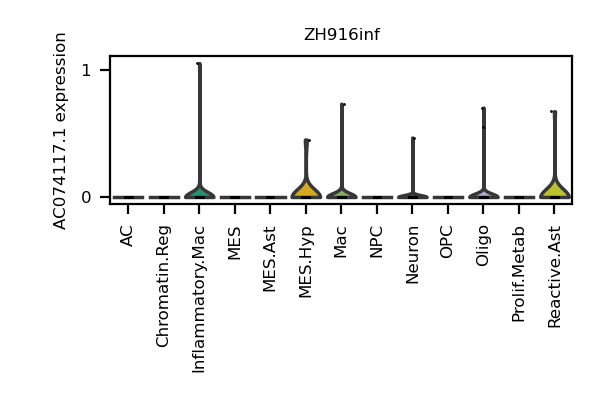 ZH916inf
AC074117.1 expression
1
0
AC
Chromatin.Reg
Inflammatory.Mac
MES
MES.Ast
MES.Hyp
Mac
NPC
Neuron
OPC
Oligo
Prolif.Metab
Reactive.Ast